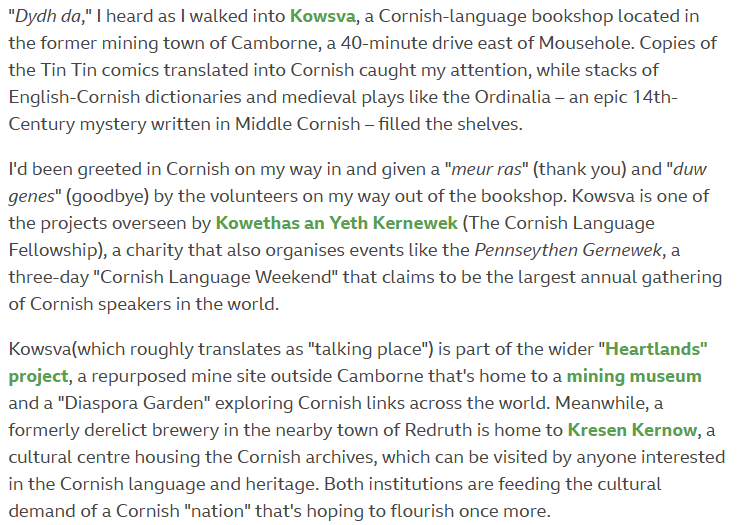 "Dydh da," I heard as I walked into Kowsva, a Cornish-language bookshop located in
the former mining town of Camborne, a 40-minute drive east of Mousehole. Copies of
the Tin Tin comics translated into Cornish caught my attention, while stacks of
English-Cornish dictionaries and medieval plays like the Ordinalia – an epic 14th-
Century mystery written in Middle Cornish – filled the shelves.
I'd been greeted in Cornish on my way in and given a "meur ras" (thank you) and "duw
genes" (goodbye) by the volunteers on my way out of the bookshop. Kowsva is one of
the projects overseen by Kowethas an Yeth Kernewek (The Cornish Language
Fellowship), a charity that also organises events like the Pennseythen Gernewek, a
three-day "Cornish Language Weekend" that claims to be the largest annual gathering
of Cornish speakers in the world.
Kowsva(which roughly translates as "talking place") is part of the wider "Heartlands"
project, a repurposed mine site outside Camborne that's home to a mining museum
and a "Diaspora Garden" exploring Cornish links across the world. Meanwhile, a
formerly derelict brewery in the nearby town of Redruth is home to Kresen Kernow, a
cultural centre housing the Cornish archives, which can be visited by anyone interested
in the Cornish language and heritage. Both institutions are feeding the cultural
demand of a Cornish "nation" that's hoping to flourish once more.